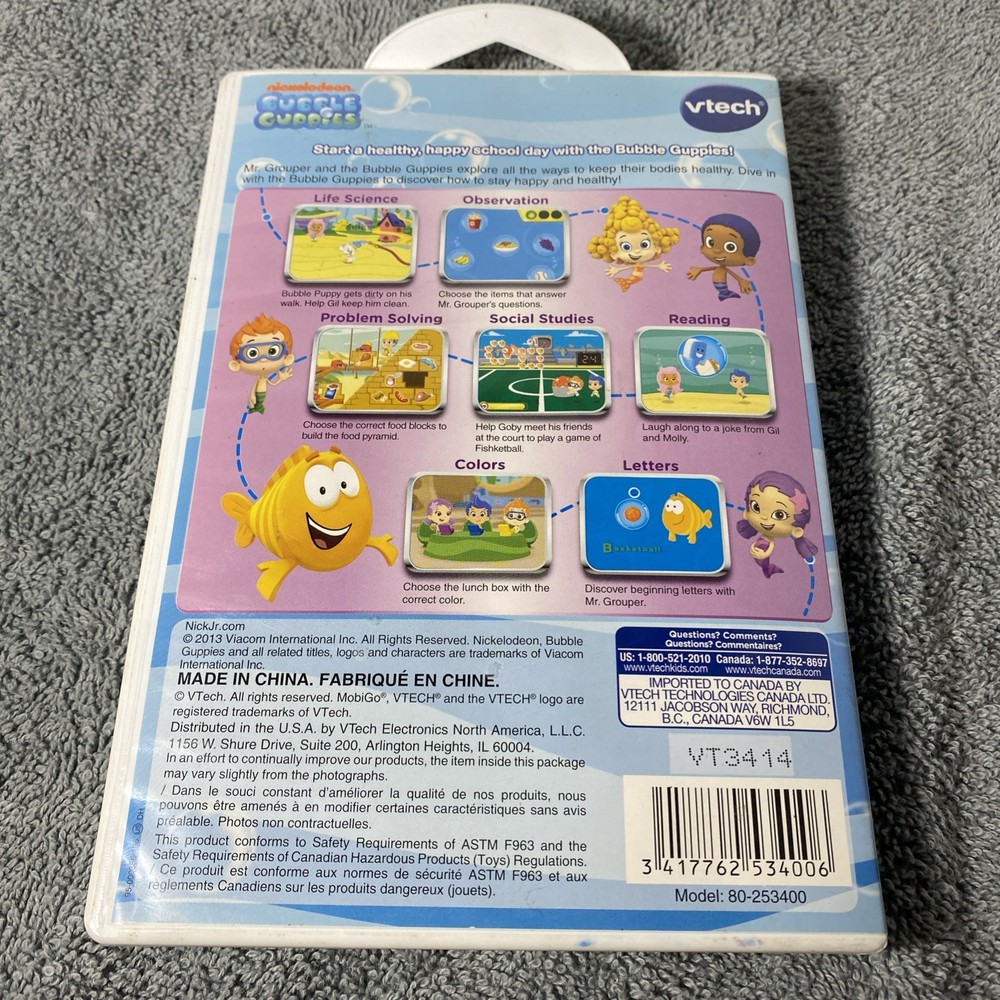 nickelodeon
BUBBLE
GUPPIES™
vtech®
Start a healthy, happy school day with the Bubble Guppies!
Mr. Grouper and the Bubble Guppies explore all the ways to keep their bodies healthy. Dive in
with the Bubble Guppies to discover how to stay happy and healthy!
Life Science
Bubble Puppy gets dirty on his
walk. Help Gil keep him clean.
Observation
Choose the items that answer
Mr. Grouper's questions.
Problem Solving
Choose the correct food blocks to
build the food pyramid.
Social Studies
24
Help Goby meet his friends
at the court to play a game of
Fishketball.
Reading
Laugh along to a joke from Gil
and Molly.
Colors
Choose the lunch box with the
correct color.
Letters
Basketball
Discover beginning letters with
Mr. Grouper.
NickJr.com
© 2013 Viacom International Inc. All Rights Reserved. Nickelodeon, Bubble
Guppies and all related titles, logos and characters are trademarks of Viacom
International Inc.
MADE IN CHINA. FABRIQUÉ EN CHINE.
© VTech. All rights reserved. MobiGo®, VTECH® and the VTECH® logo are
registered trademarks of VTech.
Distributed in the U.S.A. by VTech Electronics North America, L.L.C.
1156 W. Shure Drive, Suite 200, Arlington Heights, IL 60004.
In an effort to continually improve our products, the item inside this package
may vary slightly from the photographs.
/ Dans le souci constant d'améliorer la qualité de nos produits, nous
pouvons être amenés à en modifier certaines caractéristiques sans avis
préalable. Photos non contractuelles.
This product conforms to Safety Requirements of ASTM F963 and the
Safety Requirements of Canadian Hazardous Products (Toys) Regulations.
Ce produit est conforme aux normes de sécurité ASTM F963 et aux
règlements Canadiens sur les produits dangereux (jouets).
Questions? Comments?
Questions? Commentaires?
US: 1-800-521-2010 Canada: 1-877-352-8697
www.vtechkids.com www.vtechcanada.com
IMPORTED TO CANADA BY
VTECH TECHNOLOGIES CANADA LTD.
12111 JACOBSON WAY, RICHMOND,
B.C., CANADA V6W 1L5
VT3414
3 417762 534006
Model: 80-253400